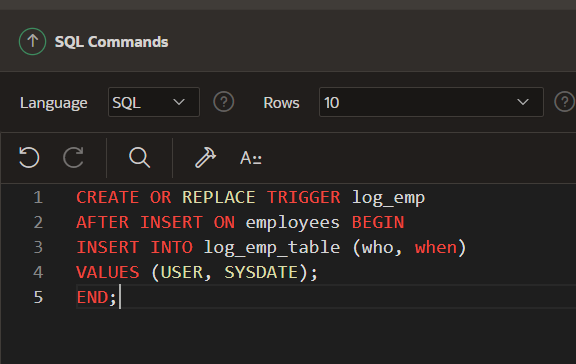 SQL Commands
Language SQL Rows 10
A::
1 CREATE OR REPLACE TRIGGER log_emp
2 AFTER INSERT ON employees BEGIN
3 INSERT INTO log_emp_table (who, when)
4 VALUES (USER, SYSDATE);
5 END;